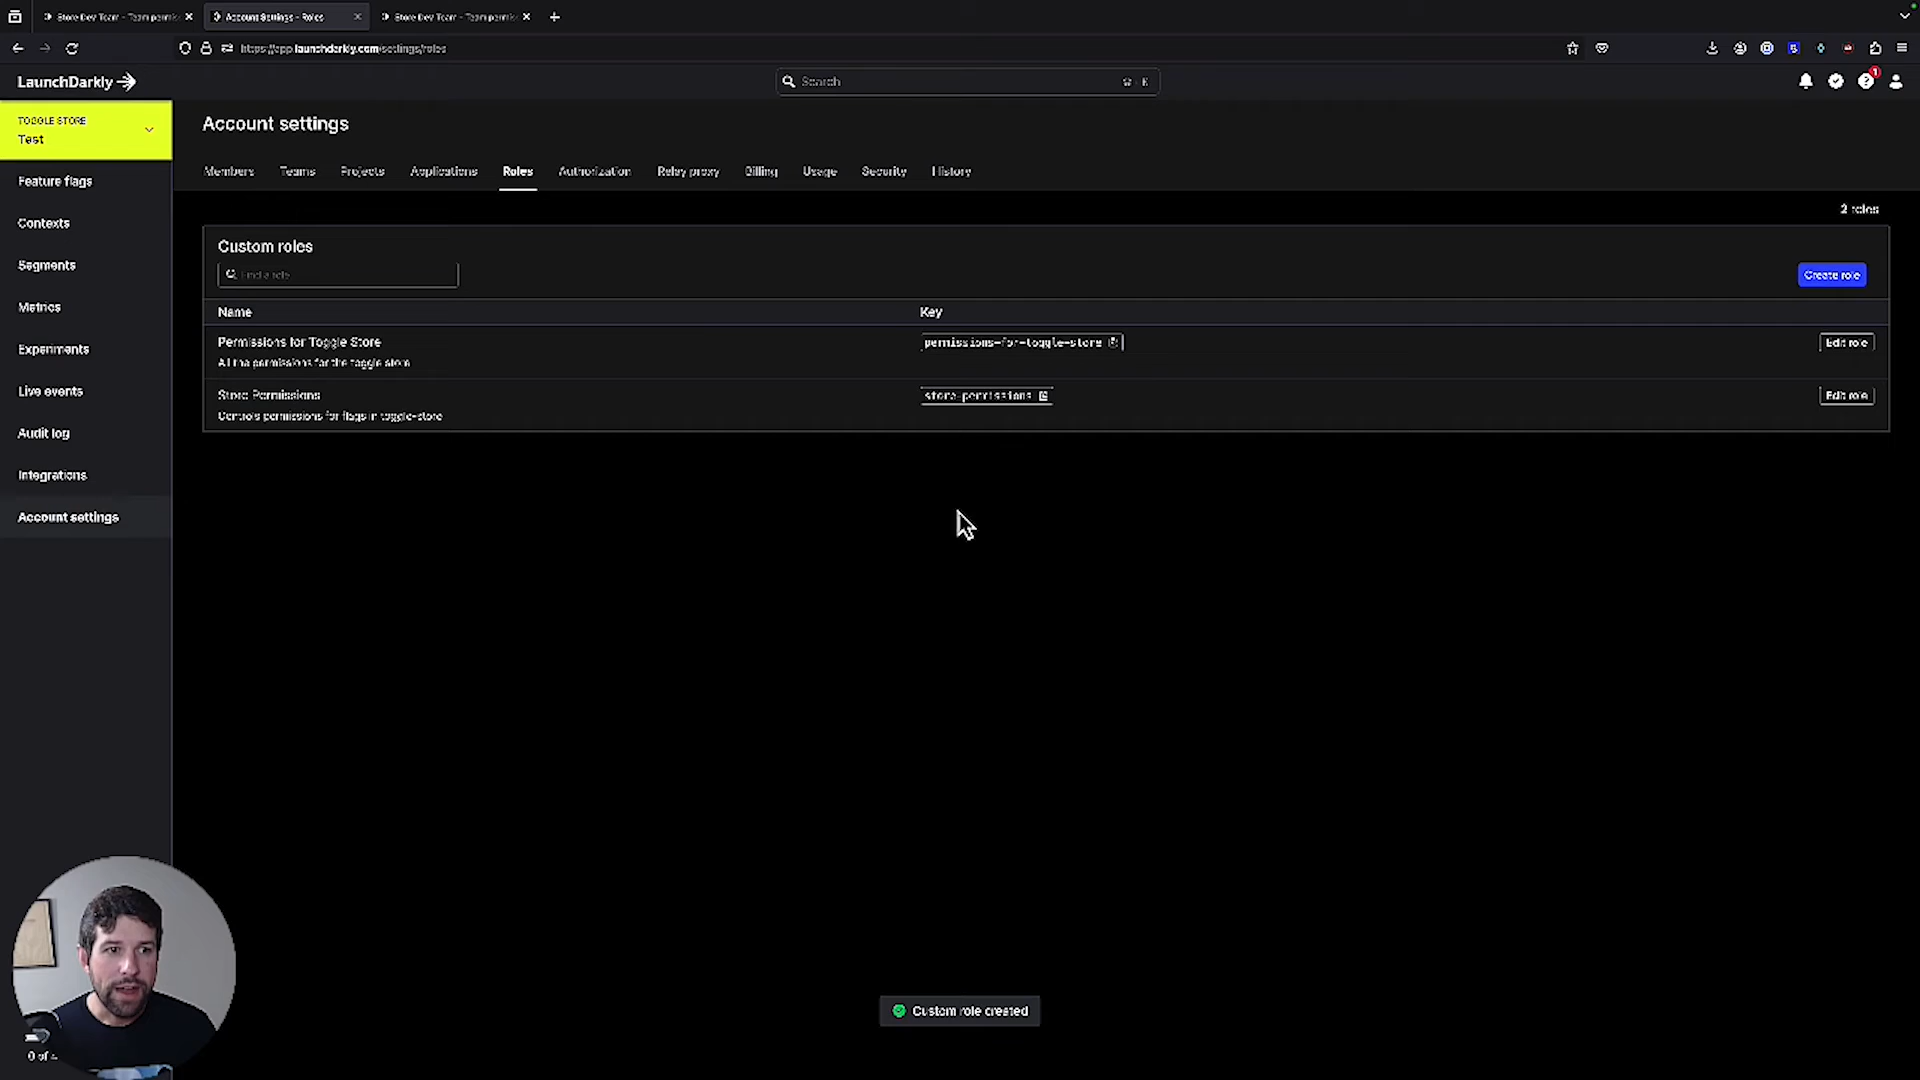 Store Dev Team - Team permis
Account Settings - Roles
Store Dev Team - Team permis
https://app.launchdarkly.com/settings/roles
LaunchDarkly
Search
K
1
TOGGLE STORE
Test
Feature flags
Contexts
Segments
Metrics
Experiments
Live events
Audit log
Integrations
Account settings
Account settings
Members
Teams
Projects
Applications
Roles
Authorization
Relay proxy
Billing
Usage
Security
History
2 roles
Custom roles
Find a role
Create role
Name
Key
Permissions for Toggle Store
All the permissions for the toggle store
permissions-for-toggle-store
Edit role
Store Permissions
Controls permissions for flags in toggle-store
store-permissions
Edit role
Custom role created
0 of